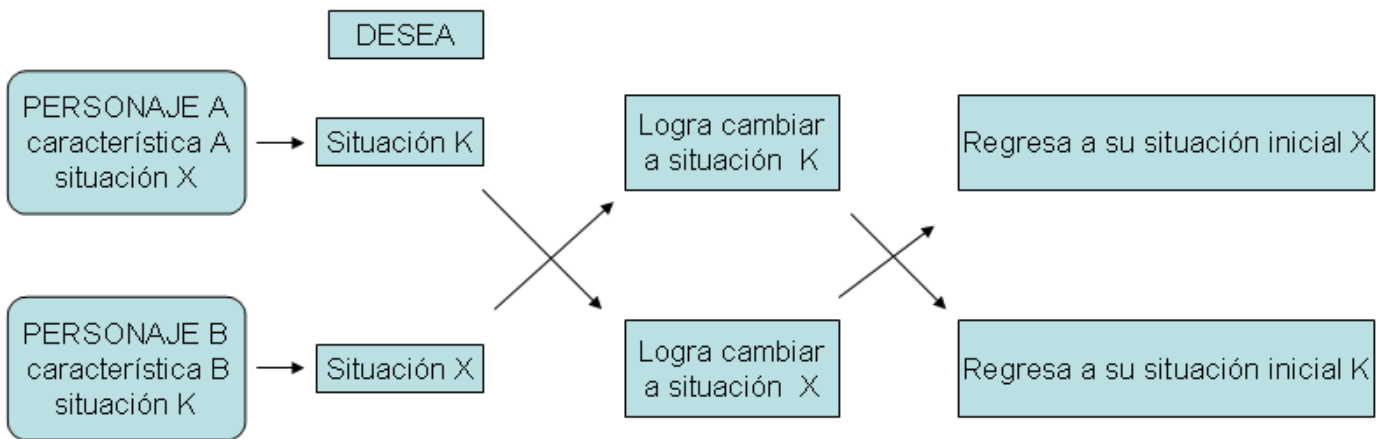 DESEA
PERSONAJE A
característica A
situación X
Situación K
Logra cambiar
a situación K
Regresa a su situación inicial X
PERSONAJE B
característica B
situación K
Situación X
Logra cambiar
a situación X
Regresa a su situación inicial K